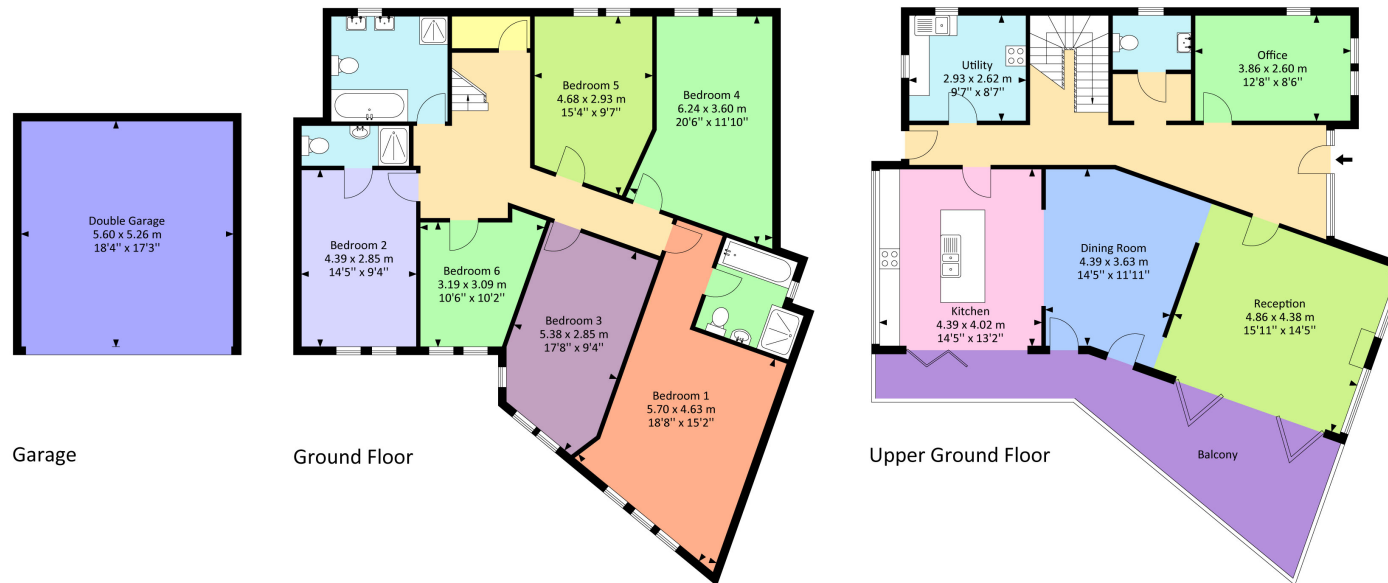 Double Garage
5.60 x 5.26 m
18'4'' x 17'3''
Garage
Bedroom 5
4.68 x 2.93 m
15'4'' x 9'7''
Bedroom 4
6.24 x 3.60 m
20'6'' x 11'10''
Bedroom 2
4.39 x 2.85 m
14'5'' x 9'4''
Bedroom 6
3.19 x 3.09 m
10'6'' x 10'2''
Bedroom 3
5.38 x 2.85 m
17'8'' x 9'4''
Bedroom 1
5.70 x 4.63 m
18'8'' x 15'2''
Ground Floor
Utility
2.93 x 2.62 m
9'7'' x 8'7''
Office
3.86 x 2.60 m
12'8'' x 8'6''
Kitchen
4.39 x 4.02 m
14'5'' x 13'2''
Dining Room
4.39 x 3.63 m
14'5'' x 11'11''
Reception
4.86 x 4.38 m
15'11'' x 14'5''
Balcony
Upper Ground Floor